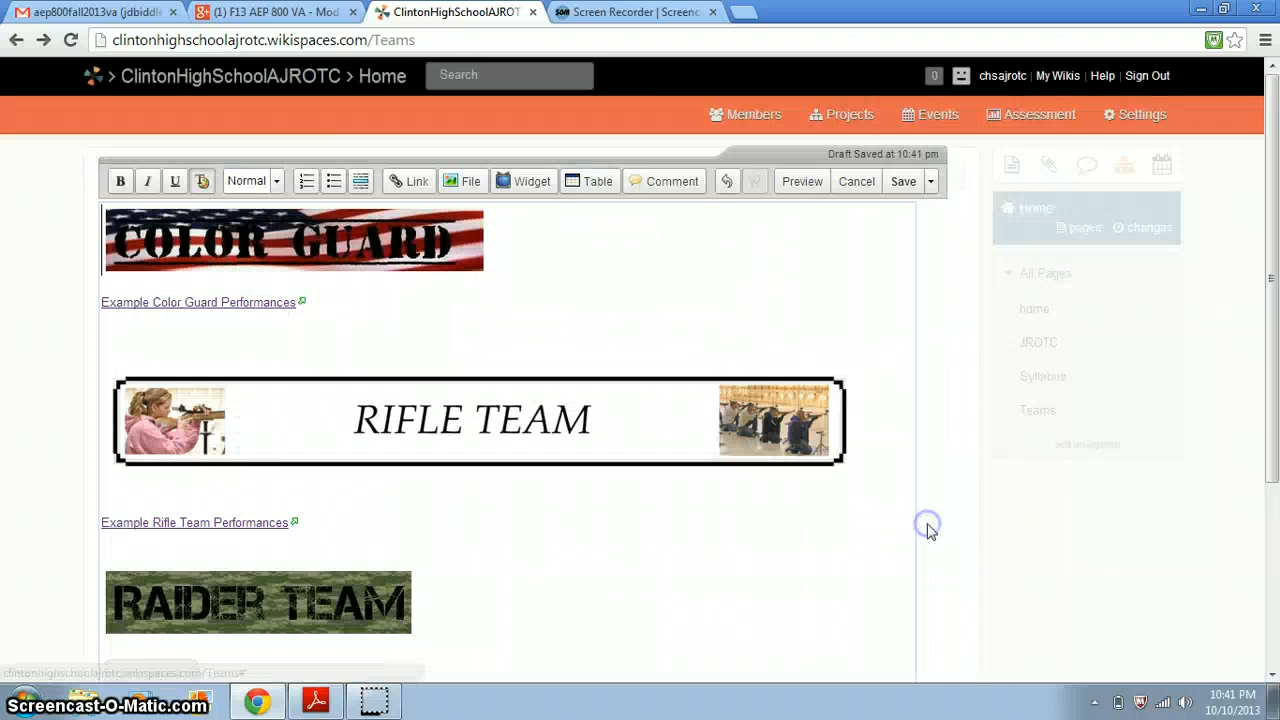 aep800fall2013va (jdbiddl
(1) F13 AEP 800 VA - Mod
ClintonHighSchoolAJROTC
Screen Recorder | Screenc
clintonhighschoolajrotc.wikispaces.com/Teams
> ClintonHighSchoolAJROTC > Home
Search
0 chsajrotc | My Wikis | Help | Sign Out
Members Projects Events Assessment Settings
Draft Saved at 10:41 pm
B I U T Normal Link File Widget Table Comment Preview Cancel Save
COLOR GUARD
Example Color Guard Performances
RIFLE TEAM
Example Rifle Team Performances
RAIDER TEAM
Home
pages changes
All Pages
home
JROTC
Syllabus
Teams
edit navigation
clintonhighschoolajrotc.wikispaces.com/Teams#
Screencast-O-Matic.com
10:41 PM
10/10/2013